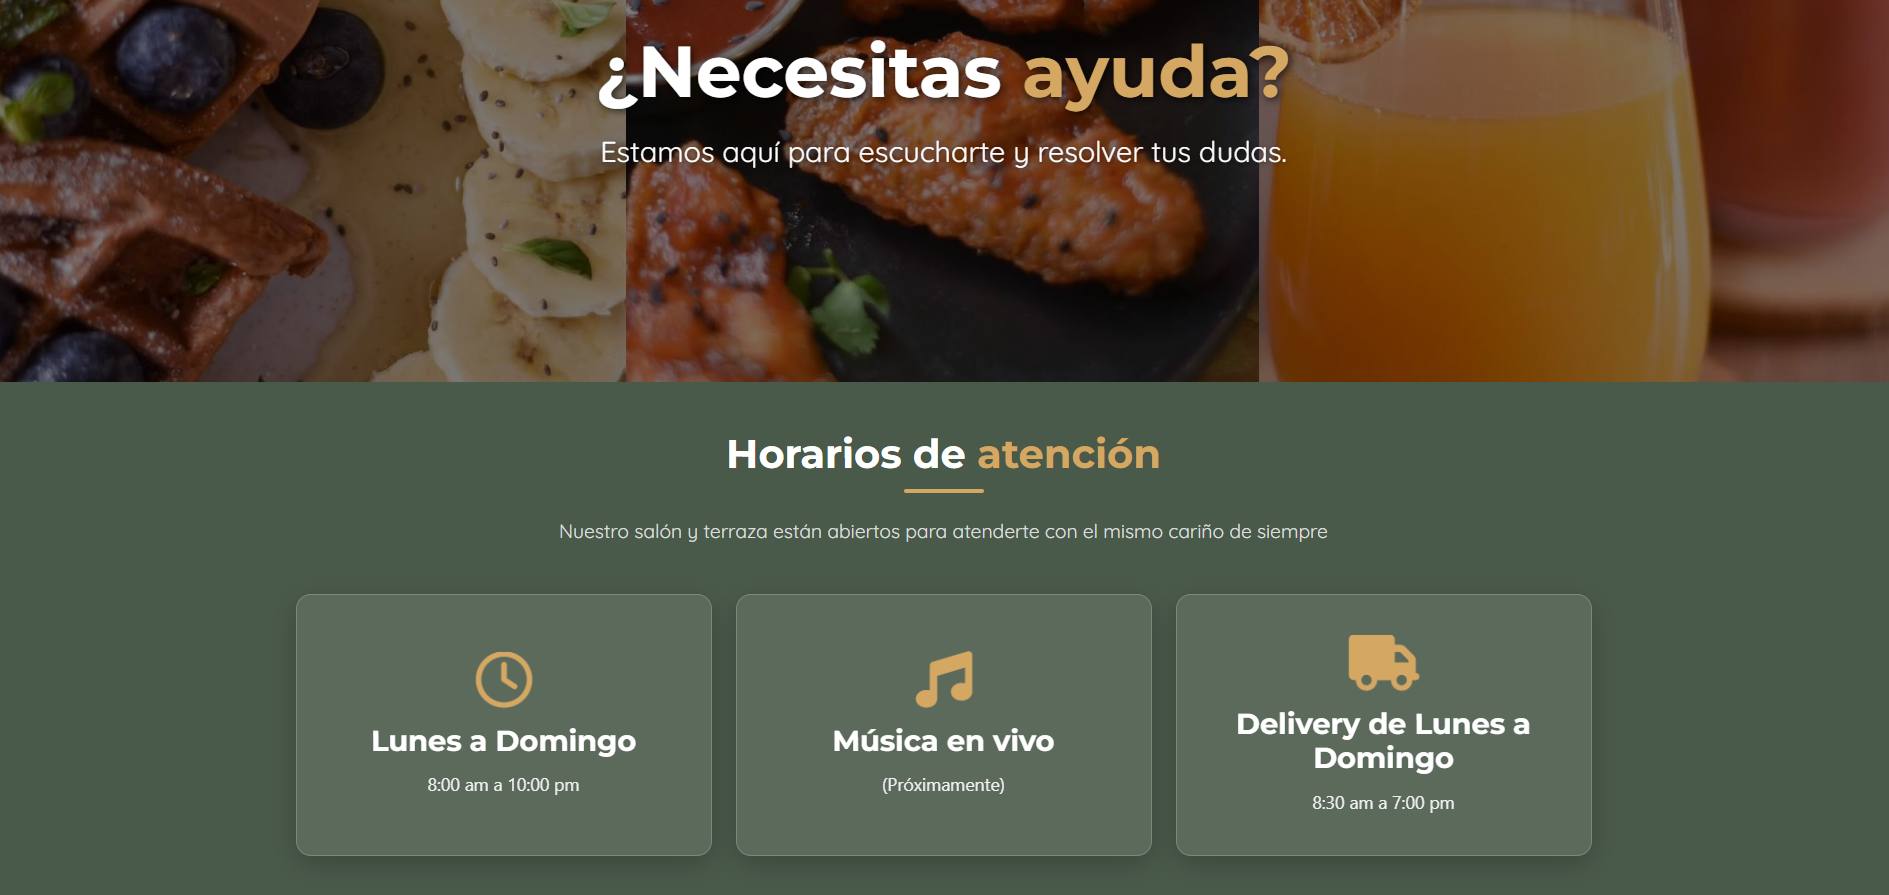 ¿Necesitas ayuda?
Estamos aquí para escucharte y resolver tus dudas.
Horarios de atención
Nuestro salón y terraza están abiertos para atenderte con el mismo cariño de siempre
Lunes a Domingo
8:00 am a 10:00 pm
Música en vivo
(Próximamente)
Delivery de Lunes a
Domingo
8:30 am a 7:00 pm